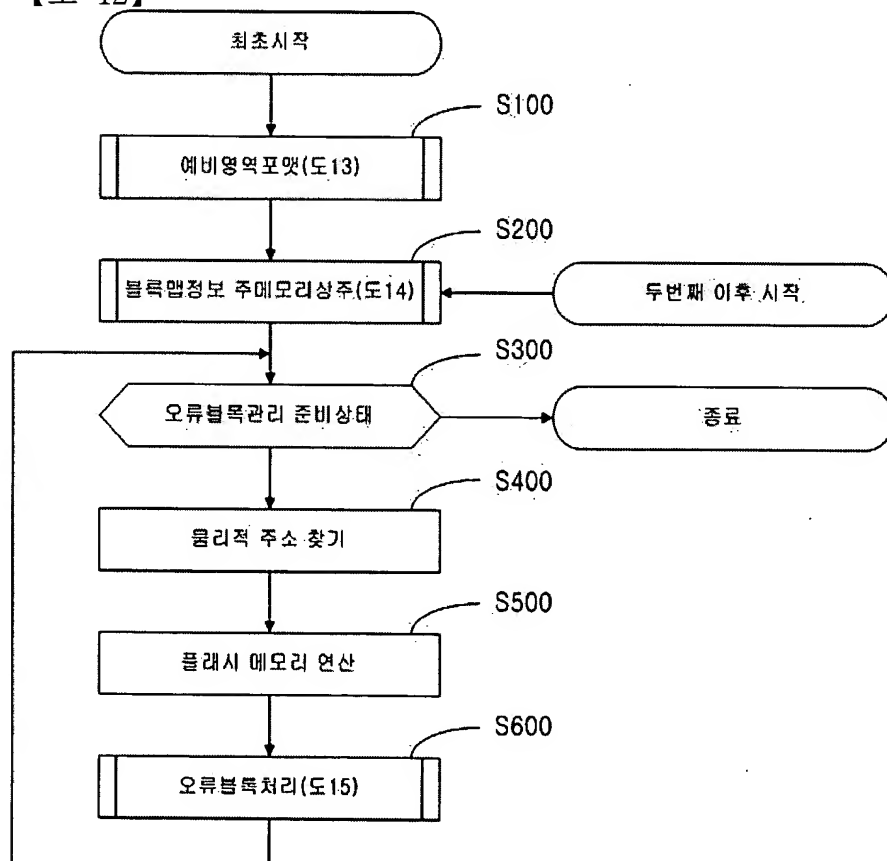 【도 12】
최초시작
S100
예비영역포맷(도13)
S200
블록맵정보 주메모리상주(도14)
두번째 이후 시작
S300
오류블록관리 준비상태
종료
S400
물리적 주소 찾기
S500
플래시 메모리 연산
S600
오류블록처리(도15)